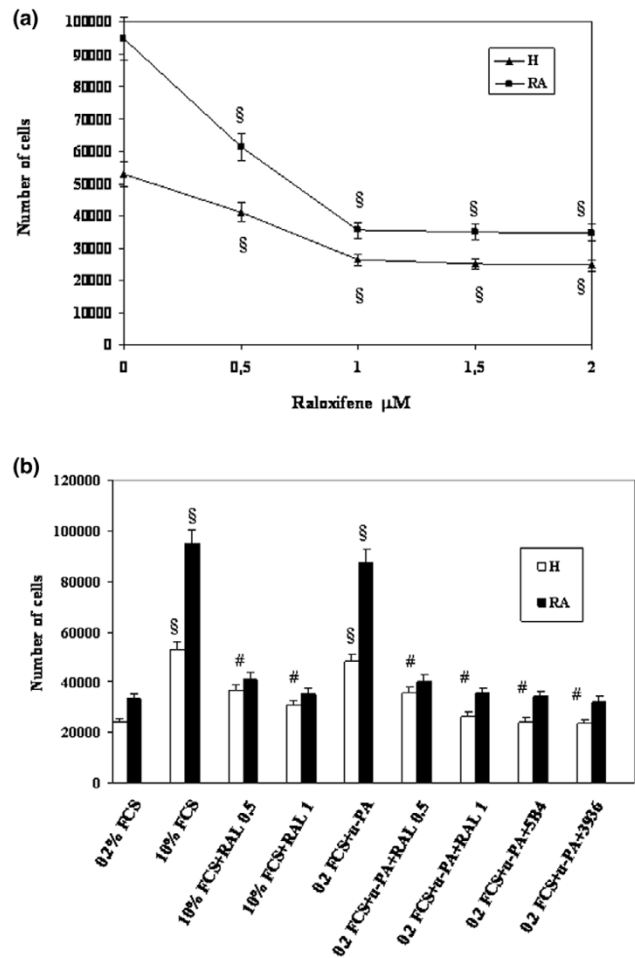 (a)
100000
90000
80000
70000
60000
50000
40000
30000
20000
10000
0
Number of cells
H
RA
§
§
§
§
§
§
§
§
0
0,5
1
1,5
2
Raloxifene µM
(b)
120000
100000
80000
60000
40000
20000
0
Number of cells
H
RA
§
§
#
#
§
§
#
#
#
#
0.2% FCS
10% FCS
10% FCS+RAL 0.5
10% FCS+RAL 1
0.2 FCS+u-PA
0.2 FCS+u-PA+RAL 0.5
0.2 FCS+u-PA+RAL 1
0.2 FCS+u-PA+5B4
0.2 FCS+u-PA+3936